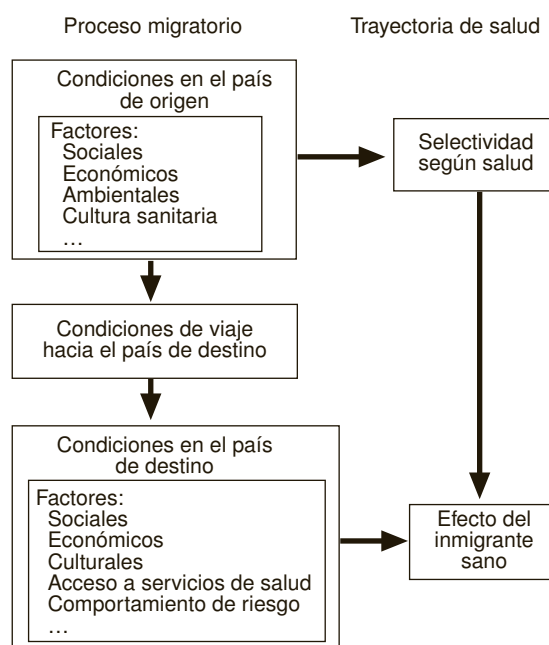 Proceso migratorio
Trayectoria de salud
Condiciones en el país
de origen
Factores:
Sociales
Económicos
Ambientales
Cultura sanitaria
…
Selectividad
según salud
Condiciones de viaje
hacia el país de destino
Condiciones en el país
de destino
Factores:
Sociales
Económicos
Culturales
Acceso a servicios de salud
Comportamiento de riesgo
…
Efecto del
inmigrante
sano